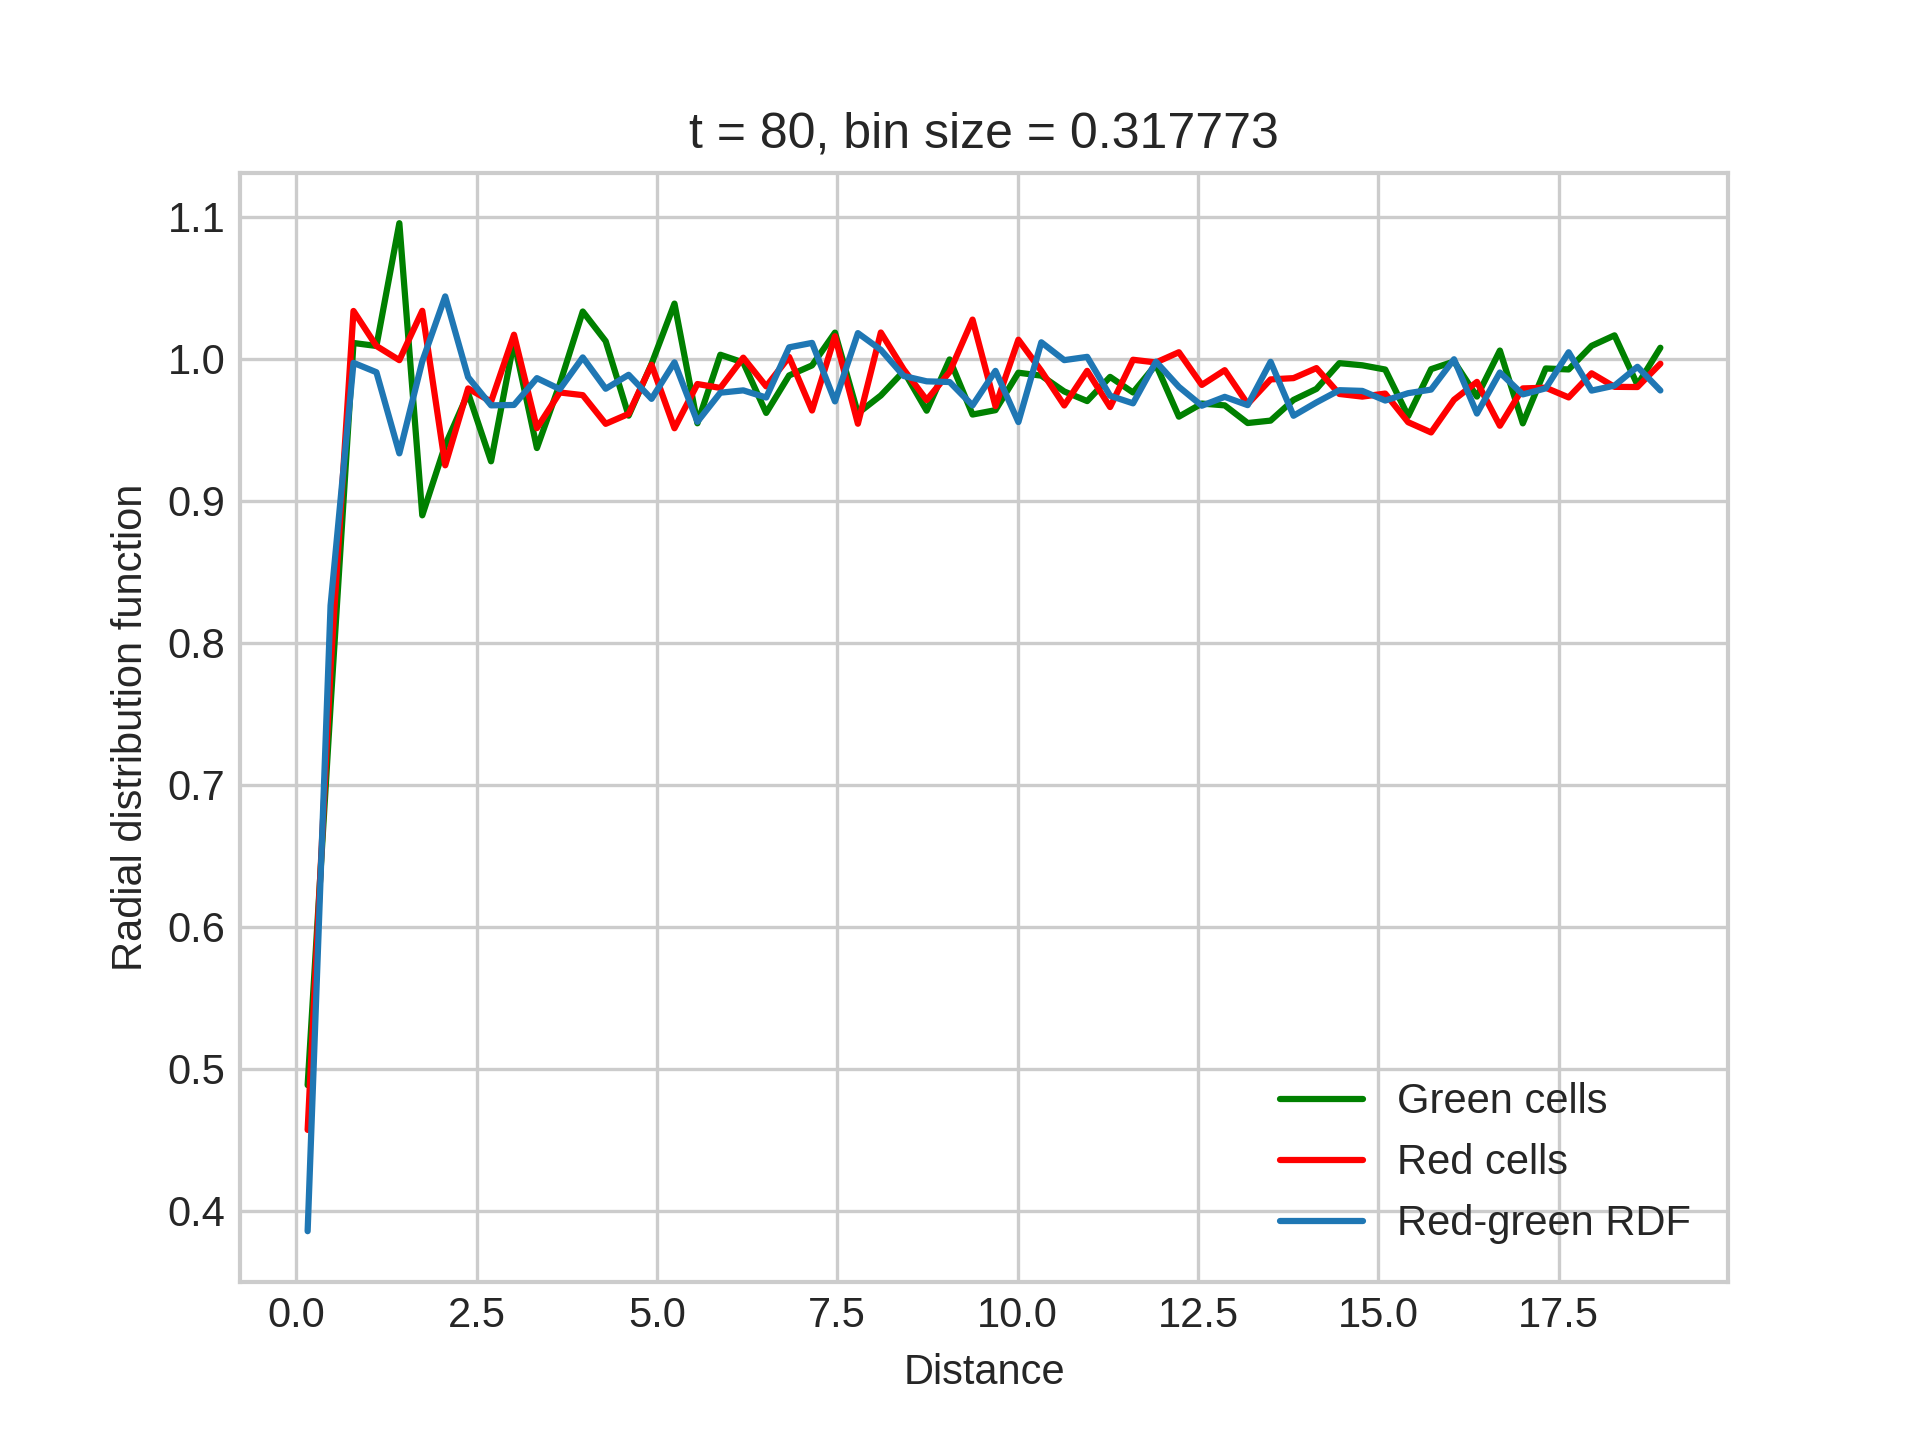 t = 80, bin size = 0.317773
Radial distribution function
1.1
1.0
0.9
0.8
0.7
0.6
0.5
0.4
Green cells
Red cells
Red-green RDF
0.0 2.5 5.0 7.5 10.0 12.5 15.0 17.5
Distance